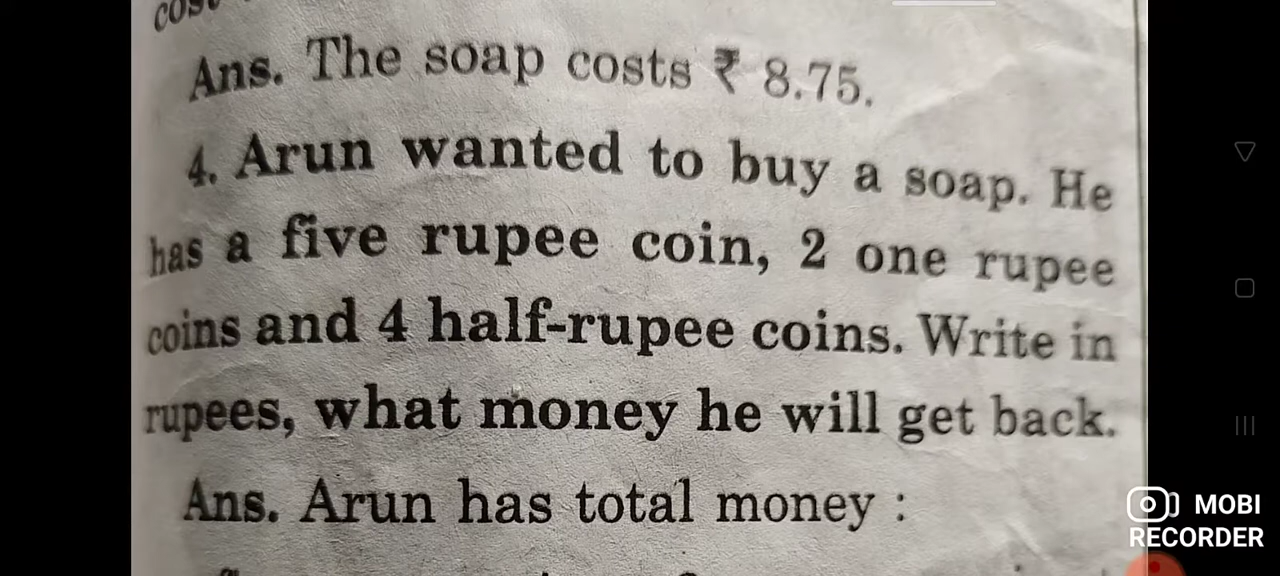 cost
Ans. The soap costs ₹ 8.75.
4. Arun wanted to buy a soap. He
has a five rupee coin, 2 one rupee
coins and 4 half-rupee coins. Write in
rupees, what money he will get back.
Ans. Arun has total money :
MOBI
RECORDER